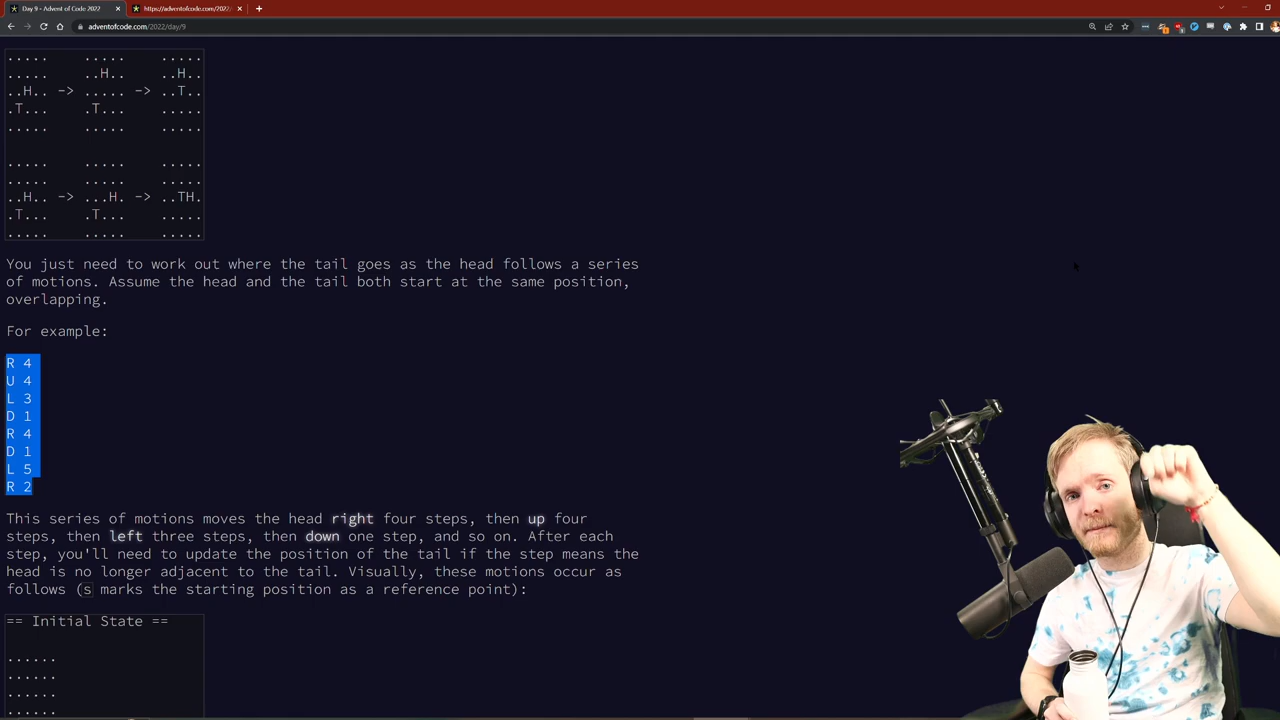 Day 9 - Advent of Code 2022
https://adventofcode.com/2022/
adventofcode.com/2022/day/9
..... ..... .....
..... ..H.. ..H..
..H.. -> ..... -> ..T..
.T... .T... .....
..... ..... .....
..... ..... .....
..... ..... .....
..H.. -> ...H. -> ..TH.
.T... .T... .....
..... ..... .....
You just need to work out where the tail goes as the head follows a series
of motions. Assume the head and the tail both start at the same position,
overlapping.
For example:
R 4
U 4
L 3
D 1
R 4
D 1
L 5
R 2
This series of motions moves the head right four steps, then up four
steps, then left three steps, then down one step, and so on. After each
step, you'll need to update the position of the tail if the step means the
head is no longer adjacent to the tail. Visually, these motions occur as
follows (s marks the starting position as a reference point):
== Initial State ==
......
......
......
......